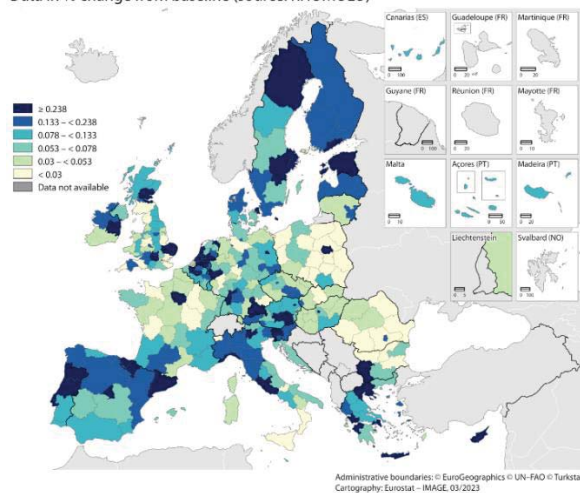 Canarias (ES)
Guadeloupe (FR)
Martinique (FR)
≥ 0.238
0.133 – < 0.238
0.078 – < 0.133
0.053 – < 0.078
0.03 – < 0.053
< 0.03
Data not available
Guyane (FR)
Réunion (FR)
Mayotte (FR)
Malta
Açores (PT)
Madeira (PT)
Liechtenstein
Svalbard (NO)
Administrative boundaries: © EuroGeographics © UN–FAO © Turksta
Cartography: Eurostat – IMAGE, 03/2023